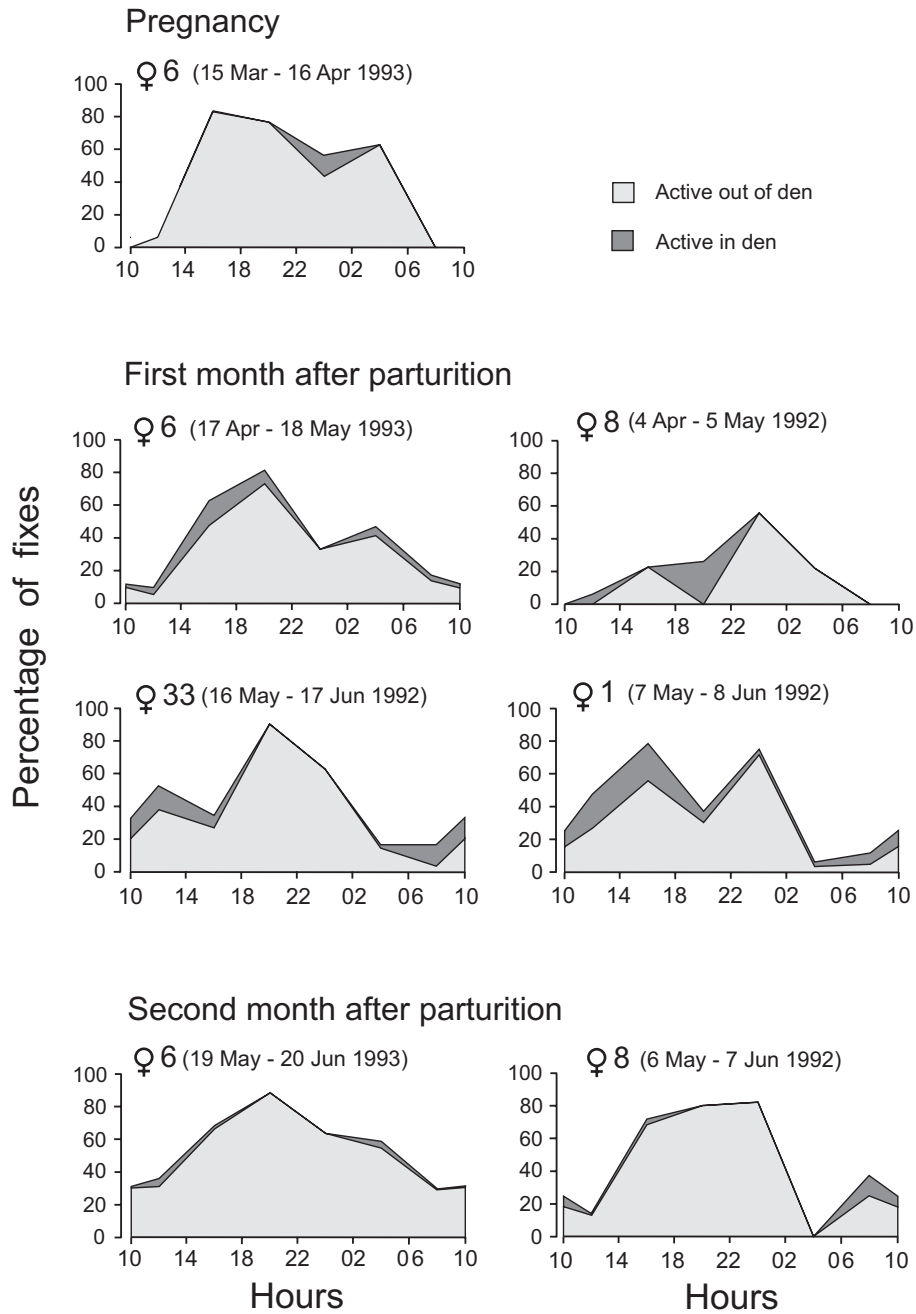 Pregnancy
♀6 (15 Mar - 16 Apr 1993)
100
80
60
40
20
0
10 14 18 22 02 06 10
Active out of den
Active in den
First month after parturition
♀6 (17 Apr - 18 May 1993)
100
80
60
40
20
0
10 14 18 22 02 06 10
♀8 (4 Apr - 5 May 1992)
100
80
60
40
20
0
10 14 18 22 02 06 10
Percentage of fixes
♀33 (16 May - 17 Jun 1992)
100
80
60
40
20
0
10 14 18 22 02 06 10
♀1 (7 May - 8 Jun 1992)
100
80
60
40
20
0
10 14 18 22 02 06 10
Second month after parturition
♀6 (19 May - 20 Jun 1993)
100
80
60
40
20
0
10 14 18 22 02 06 10
Hours
♀8 (6 May - 7 Jun 1992)
100
80
60
40
20
0
10 14 18 22 02 06 10
Hours